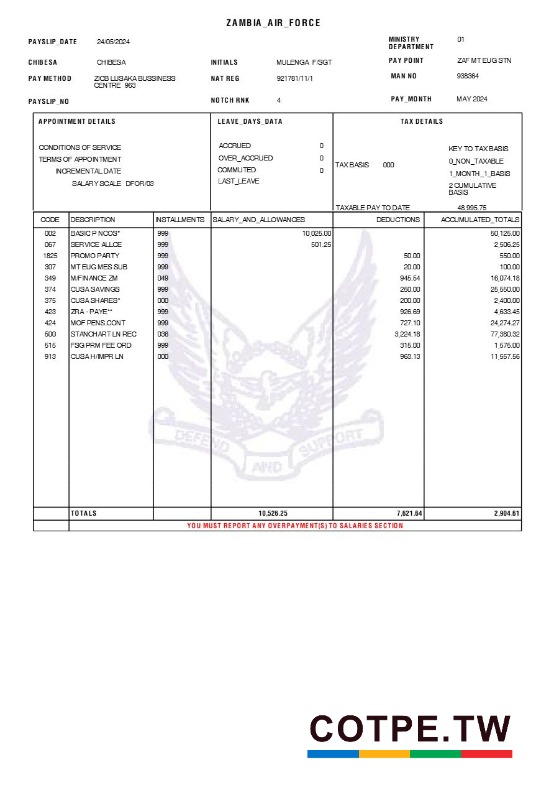 ZAMBIA_AIR_FORCE
PAYSLIP_DATE 24/05/2024 MINISTRY DEPARTMENT 01
CHIBESA CHIBESA INITIALS MULENGA F/SGT PAY POINT ZAF MT EUG STN
PAY METHOD ZICB LUSAKA BUSSINESS CENTRE 963 NAT REG 921781/11/1 MAN NO 938364
PAYSLIP_NO NOTCH RNK 4 PAY_MONTH MAY 2024
APPOINTMENT DETAILS LEAVE_DAYS_DATA TAX DETAILS
CONDITIONS OF SERVICE ACCRUED 0 KEY TO TAX BASIS
TERMS OF APPOINTMENT OVER_ACCRUED 0 TAX BASIS 000 0_NON_TAXABLE
INCREMENTAL DATE COMMUTED 0 1_MONTH_1_BASIS
SALARY SCALE DFOR/03 LAST_LEAVE 2 CUMULATIVE BASIS
TAXABLE PAY TO DATE 48,995.75
CODE DESCRIPTION INSTALLMENTS SALARY_AND_ALLOWANCES DEDUCTIONS ACCUMULATED_TOTALS
002 BASIC P NCOS* 999 10,025.00 50,125.00
067 SERVICE ALLCE 999 501.25 2,506.25
1825 PROMO PARTY 999 50.00 550.00
307 MT EUG MES SUB 999 20.00 100.00
349 M/FINANCE ZM 049 945.54 16,074.18
374 CUSA SAVINGS 999 250.00 25,550.00
375 CUSA SHARES* 000 200.00 2,400.00
423 ZRA - PAYE** 999 926.69 4,633.45
424 MOF PENS.CONT 999 727.10 24,274.27
500 STANCHART LN REC 036 3,224.18 77,380.32
515 FSG PRM FEE ORD 999 315.00 1,575.00
913 CUSA H/IMPR LN 000 963.13 11,557.56
DEFEND AND SUPPORT
TOTALS 10,526.25 7,621.64 2,904.61
YOU MUST REPORT ANY OVERPAYMENT(S) TO SALARIES SECTION
COTPE.TW